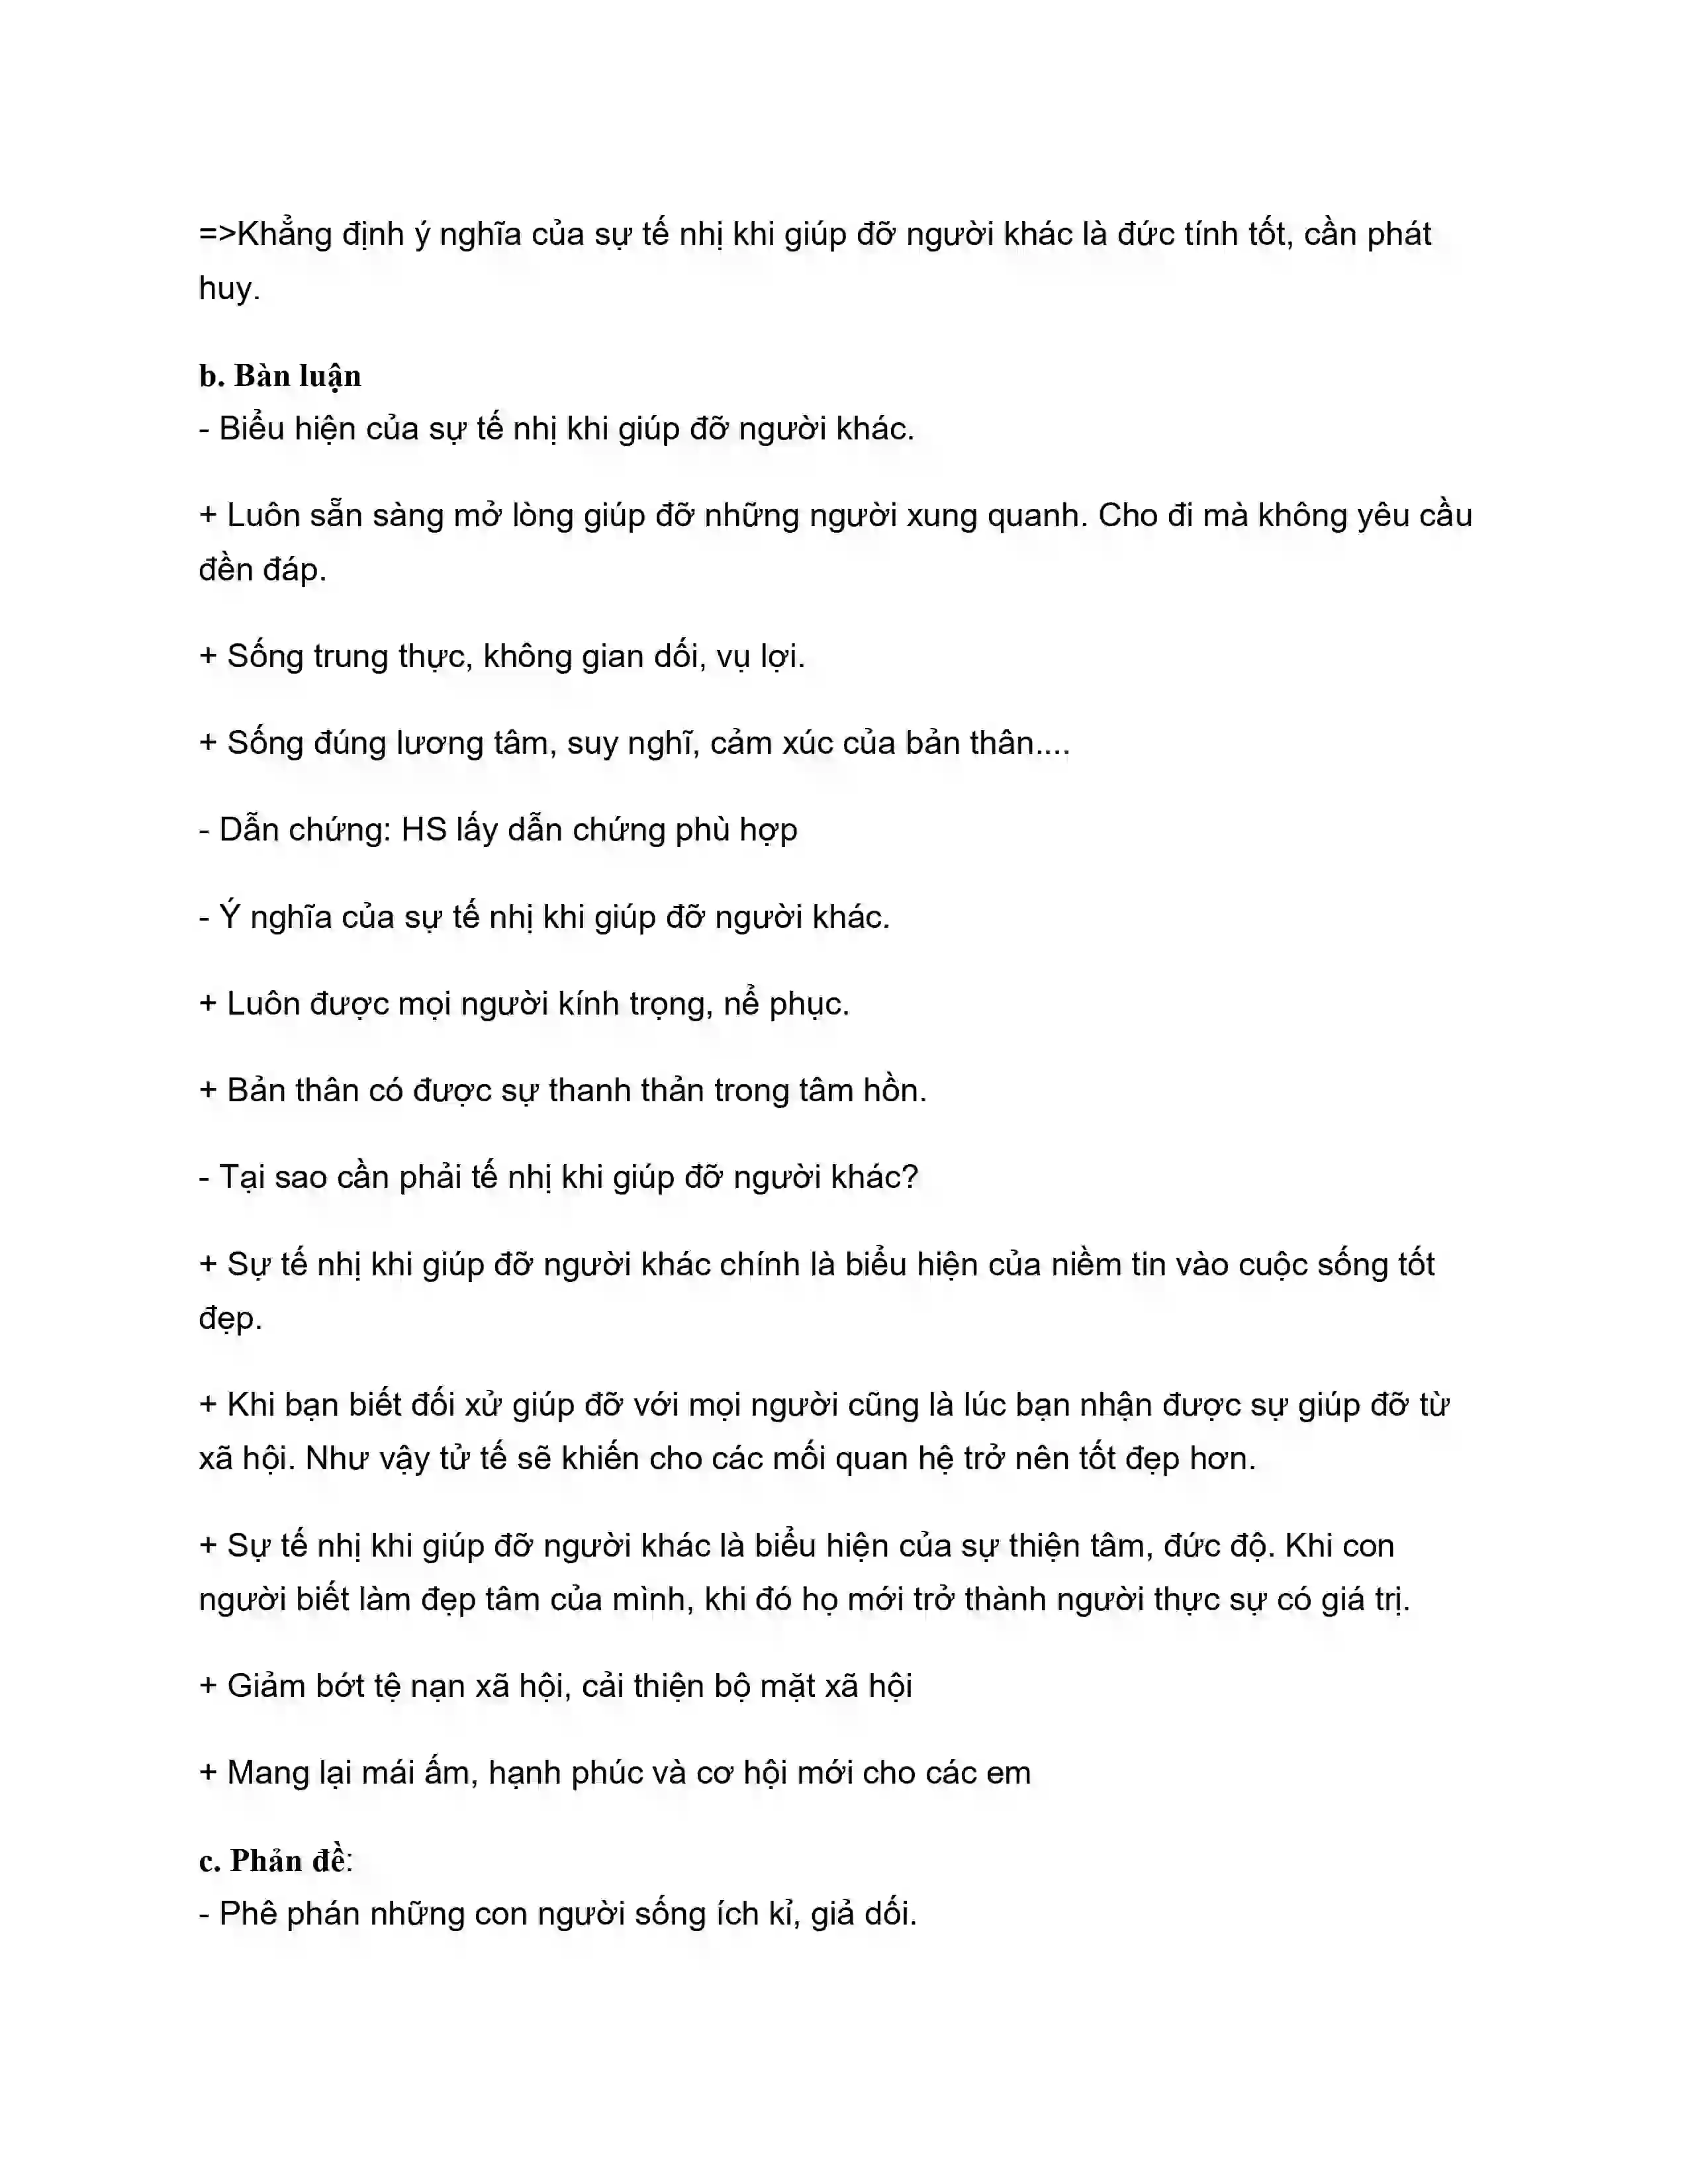 =>Khẳng định ý nghĩa của sự tế nhị khi giúp đỡ người khác là đức tính tốt, cần phát
huy.
b. Bàn luận
- Biểu hiện của sự tế nhị khi giúp đỡ người khác.
+ Luôn sẵn sàng mở lòng giúp đỡ những người xung quanh. Cho đi mà không yêu cầu
đền đáp.
+ Sống trung thực, không gian dối, vụ lợi.
+ Sống đúng lương tâm, suy nghĩ, cảm xúc của bản thân....
- Dẫn chứng: HS lấy dẫn chứng phù hợp
- Ý nghĩa của sự tế nhị khi giúp đỡ người khác.
+ Luôn được mọi người kính trọng, nể phục.
+ Bản thân có được sự thanh thản trong tâm hồn.
- Tại sao cần phải tế nhị khi giúp đỡ người khác?
+ Sự tế nhị khi giúp đỡ người khác chính là biểu hiện của niềm tin vào cuộc sống tốt
đẹp.
+ Khi bạn biết đối xử giúp đỡ với mọi người cũng là lúc bạn nhận được sự giúp đỡ từ
xã hội. Như vậy tử tế sẽ khiến cho các mối quan hệ trở nên tốt đẹp hơn.
+ Sự tế nhị khi giúp đỡ người khác là biểu hiện của sự thiện tâm, đức độ. Khi con
người biết làm đẹp tâm của mình, khi đó họ mới trở thành người thực sự có giá trị.
+ Giảm bớt tệ nạn xã hội, cải thiện bộ mặt xã hội
+ Mang lại mái ấm, hạnh phúc và cơ hội mới cho các em
c. Phản đề:
- Phê phán những con người sống ích kỉ, giả dối.